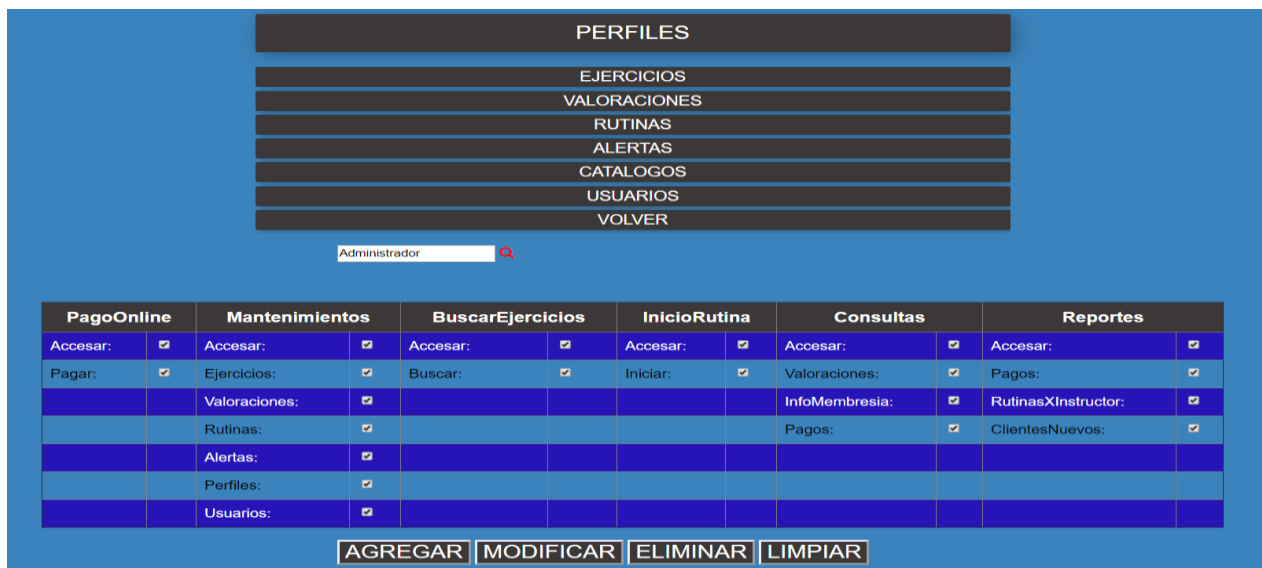 PERFILES
EJERCICIOS
VALORACIONES
RUTINAS
ALERTAS
CATALOGOS
USUARIOS
VOLVER
Administrador
PagoOnline Mantenimientos BuscarEjercicios InicioRutina Consultas Reportes
Accesar: Accesar: Accesar: Accesar: Accesar: Accesar:
Pagar: Ejercicios: Buscar: Iniciar: Valoraciones: Pagos:
Valoraciones: InfoMembresia: RutinasXInstructor:
Rutinas: Pagos: ClientesNuevos:
Alertas:
Perfiles:
Usuarios:
AGREGAR MODIFICAR ELIMINAR LIMPIAR